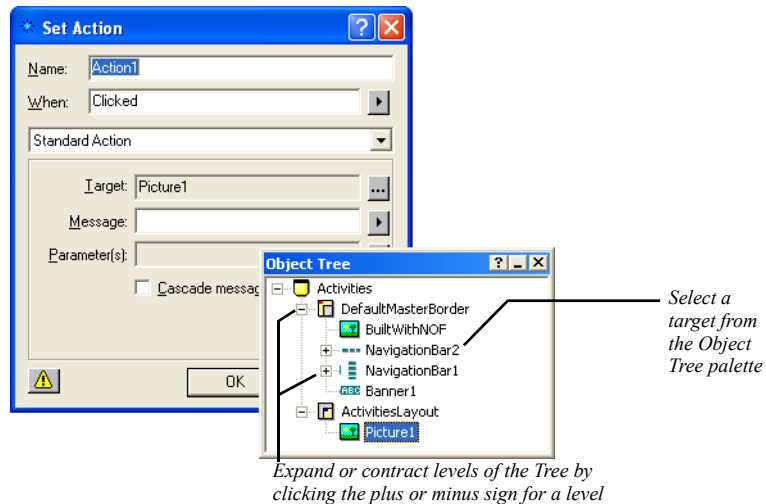 Set Action
Name: Action1
When: Clicked
Standard Action
Target: Picture1
...
Message:
Parameter(s):
Cascade messag
OK
Object Tree
Activities
DefaultMasterBorder
BuiltWithNOF
NavigationBar2
NavigationBar1
ABC Banner1
ActivitiesLayout
Picture1
Select a
target from
the Object
Tree palette
Expand or contract levels of the Tree by
clicking the plus or minus sign for a level